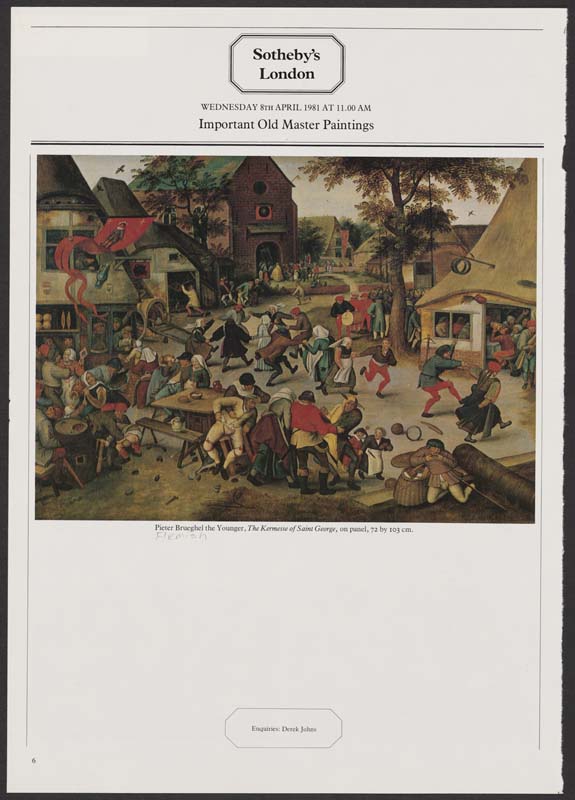 Sotheby's
London
WEDNESDAY 8TH APRIL 1981 AT 11.00 AM
Important Old Master Paintings
Pieter Brueghel the Younger, The Kermesse of Saint George, on panel, 72 by 103 cm.
Flemish
Enquiries: Derek Johns
6